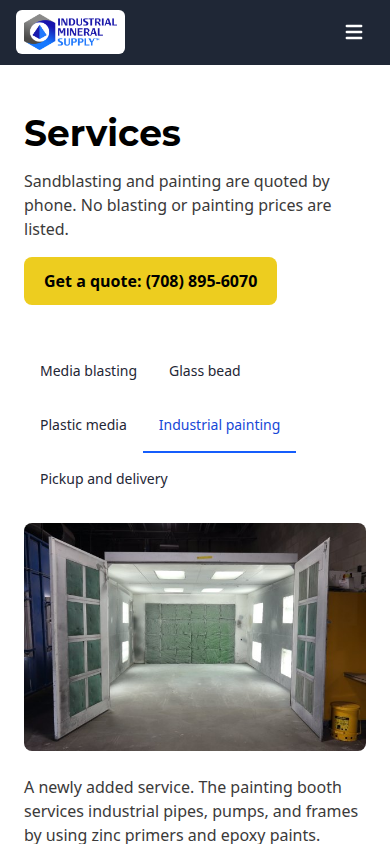 INDUSTRIAL
MINERAL
SUPPLY™
Services
Sandblasting and painting are quoted by
phone. No blasting or painting prices are
listed.
Get a quote: (708) 895-6070
Media blasting Glass bead
Plastic media Industrial painting
Pickup and delivery
A newly added service. The painting booth
services industrial pipes, pumps, and frames
by using zinc primers and epoxy paints.